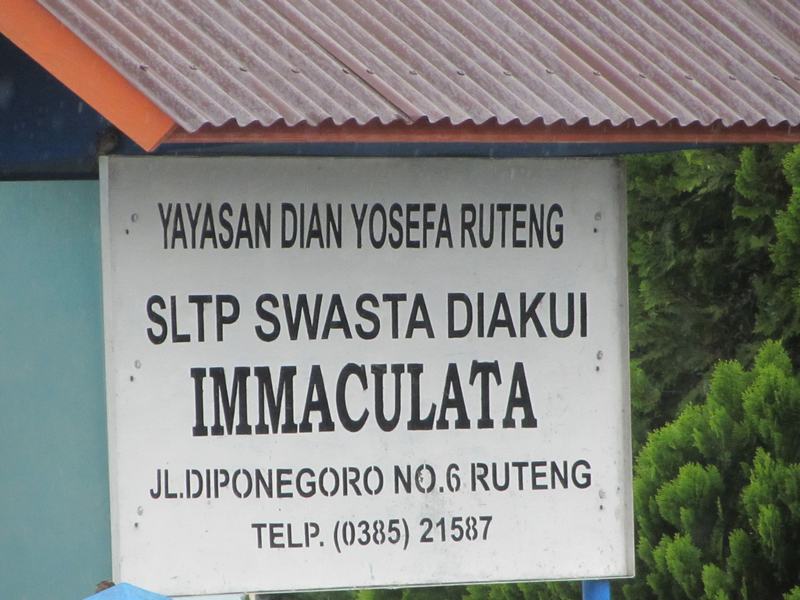 YAYASAN DIAN YOSEFA RUTENG
SLTP SWASTA DIAKUI
IMMACULATA
JL.DIPONEGORO NO.6 RUTENG
TELP. (0385) 21587